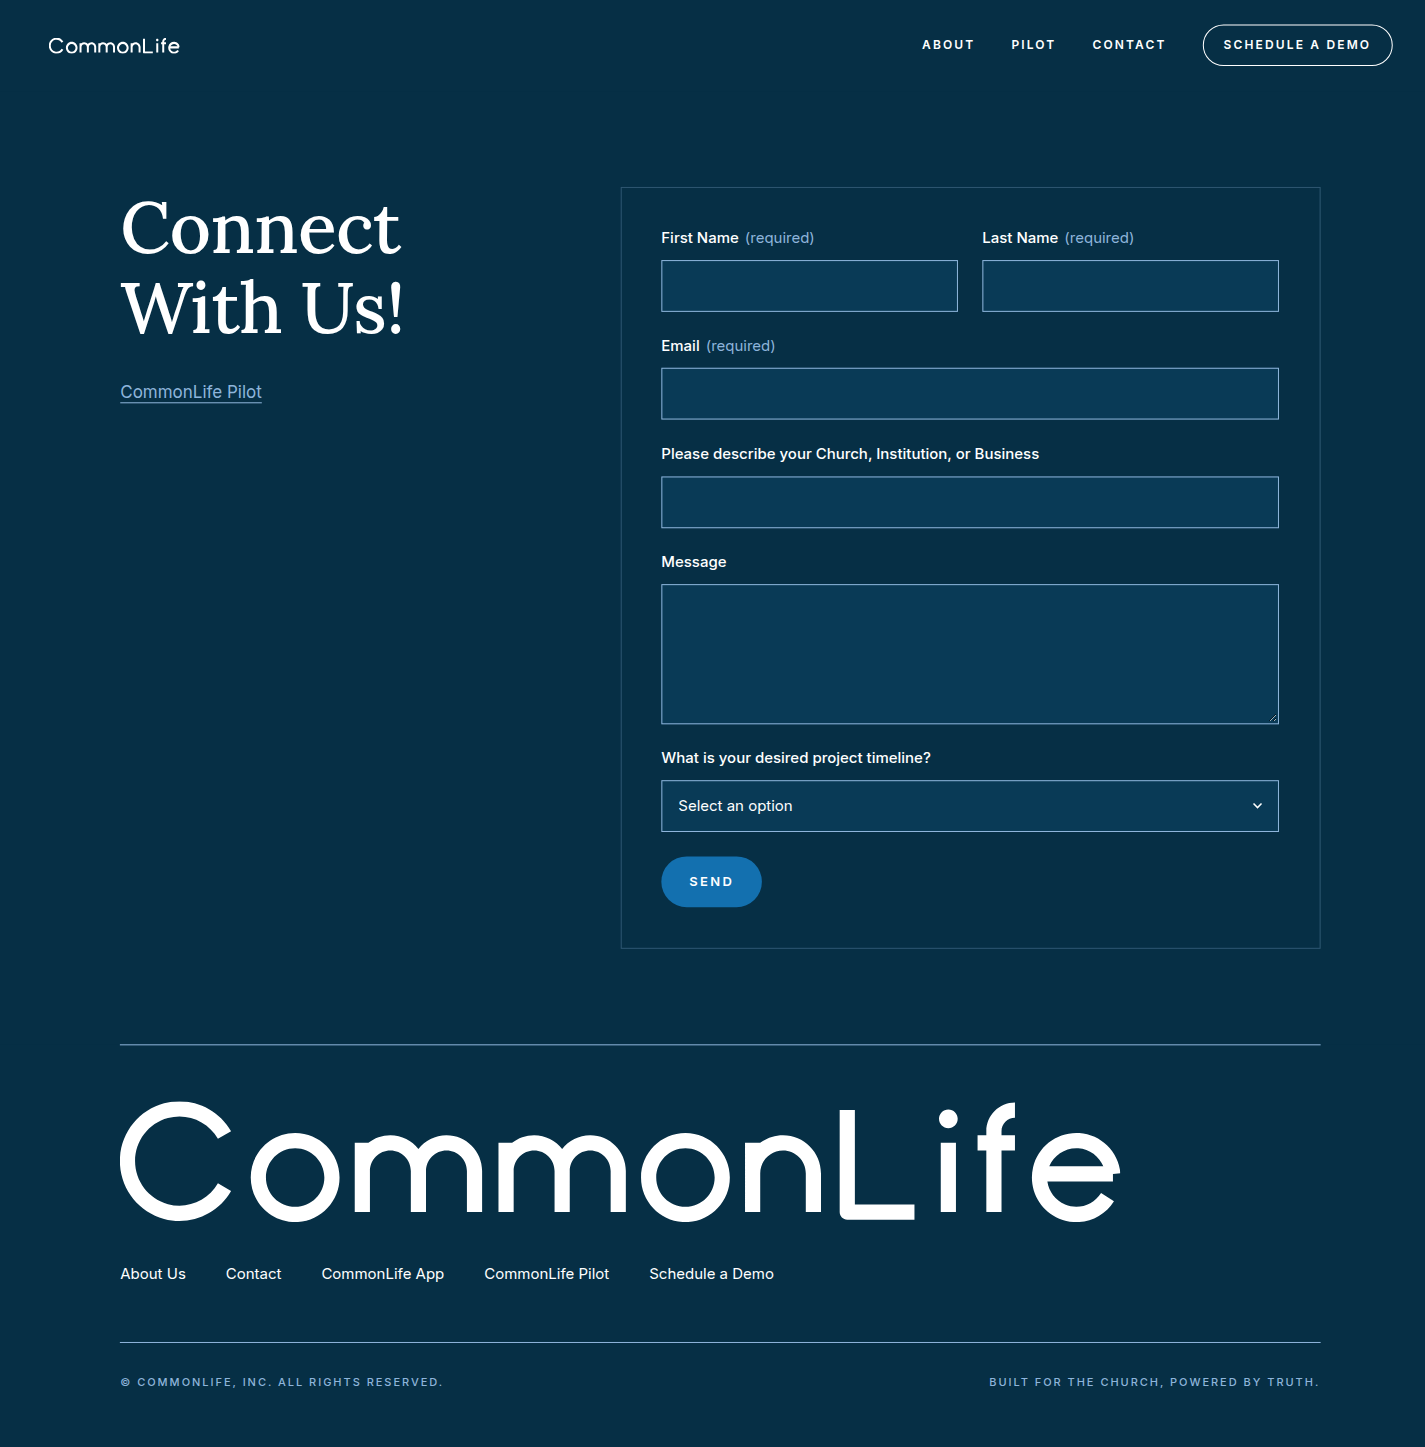 CommonLife
ABOUT PILOT CONTACT SCHEDULE A DEMO
Connect
With Us!
CommonLife Pilot
First Name (required)
Last Name (required)
Email (required)
Please describe your Church, Institution, or Business
Message
What is your desired project timeline?
Select an option
SEND
CommonLife
About Us Contact CommonLife App CommonLife Pilot Schedule a Demo
© COMMONLIFE, INC. ALL RIGHTS RESERVED.
BUILT FOR THE CHURCH, POWERED BY TRUTH.